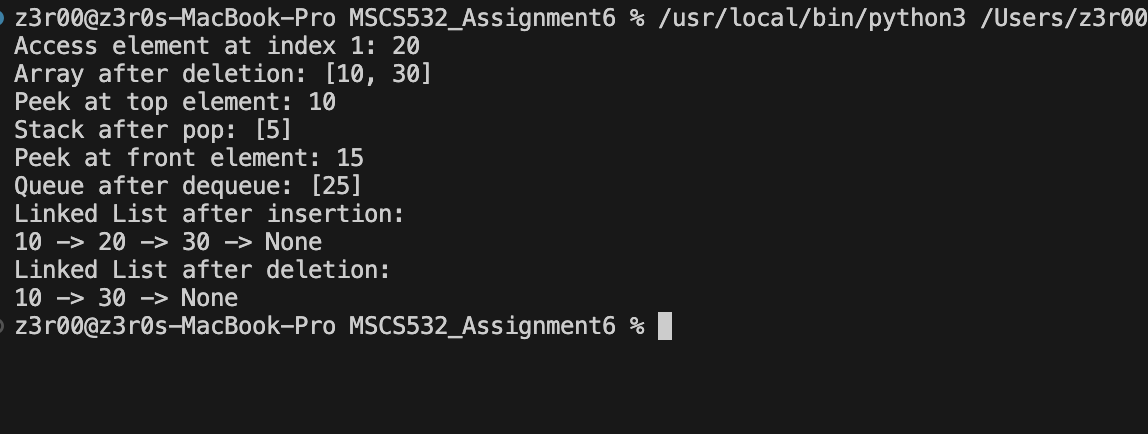 z3r00@z3r0s-MacBook-Pro MSCS532_Assignment6 % /usr/local/bin/python3 /Users/z3r00
Access element at index 1: 20
Array after deletion: [10, 30]
Peek at top element: 10
Stack after pop: [5]
Peek at front element: 15
Queue after dequeue: [25]
Linked List after insertion:
10 -> 20 -> 30 -> None
Linked List after deletion:
10 -> 30 -> None
z3r00@z3r0s-MacBook-Pro MSCS532_Assignment6 %